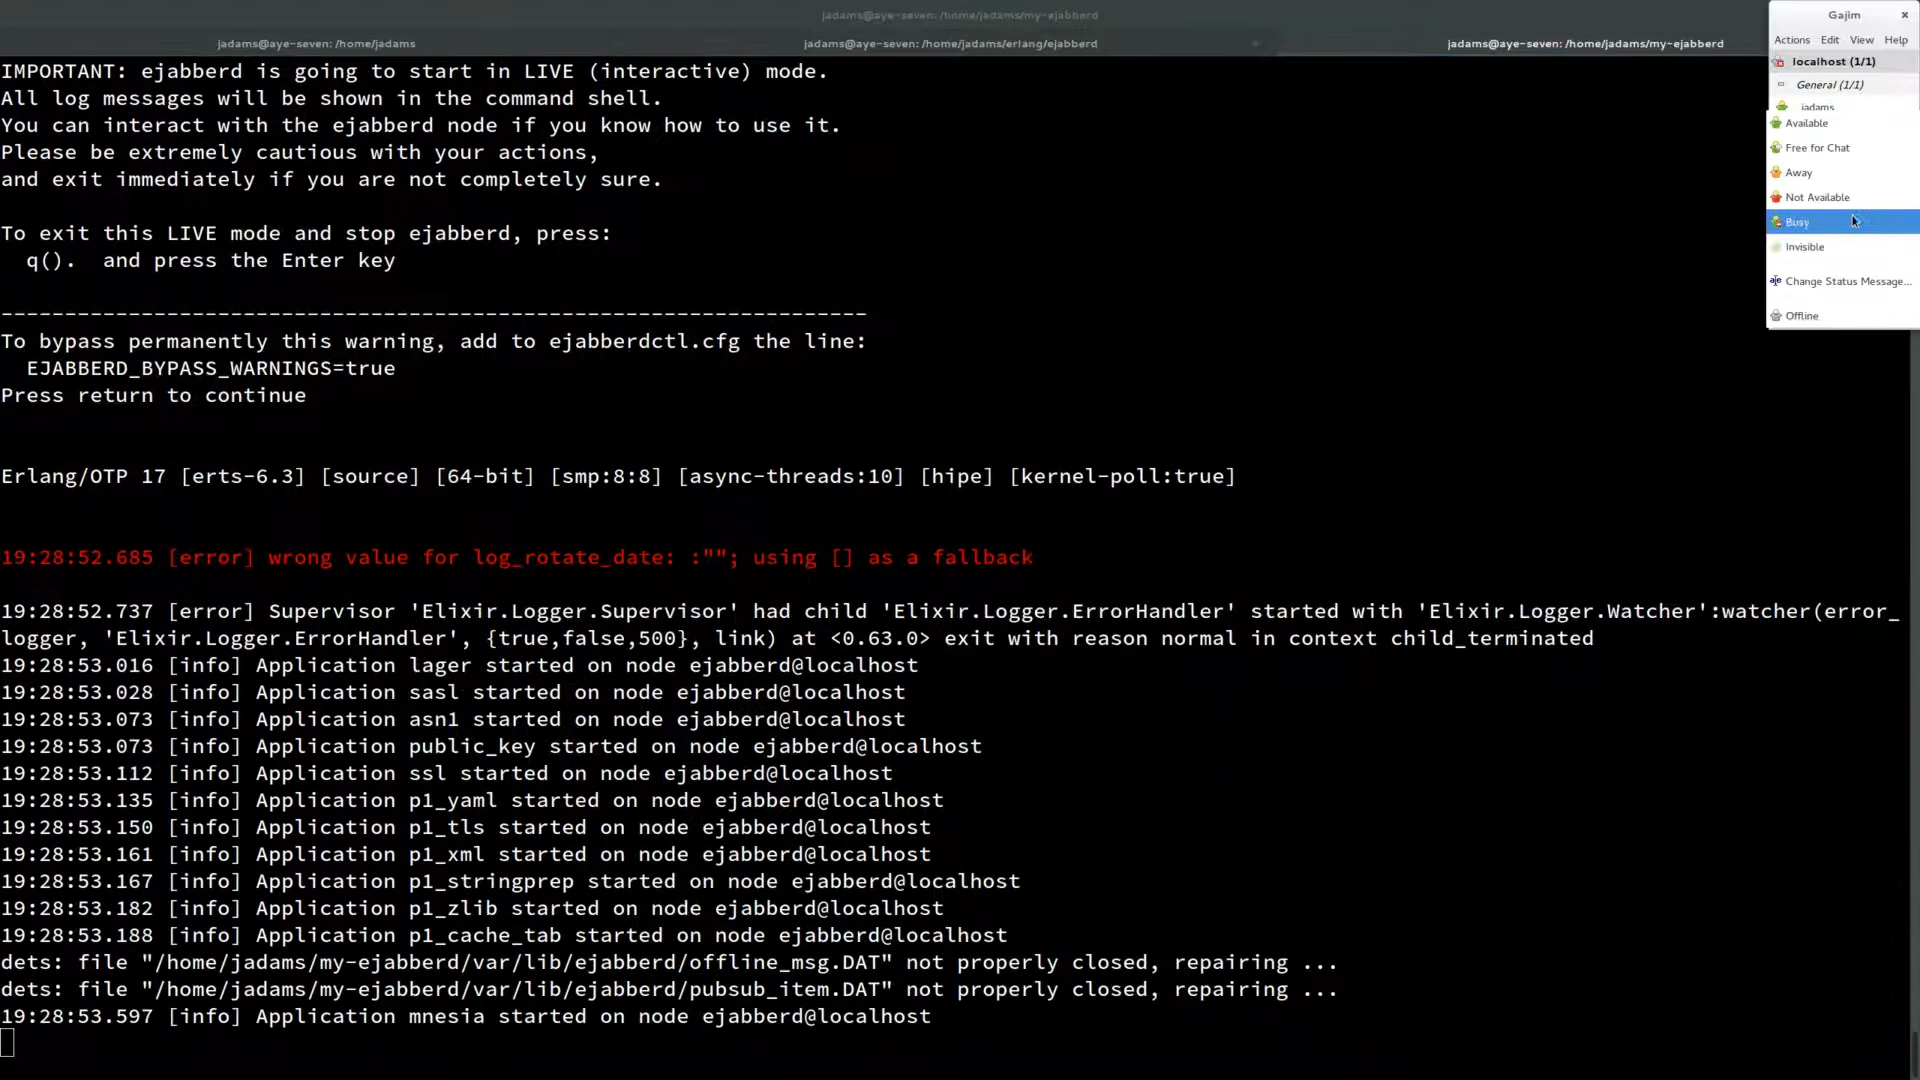 jadams@aye-seven: /home/jadams/my-ejabberd
jadams@aye-seven: /home/jadams
jadams@aye-seven: /home/jadams/erlang/ejabberd
jadams@aye-seven: /home/jadams/my-ejabberd
IMPORTANT: ejabberd is going to start in LIVE (interactive) mode.
All log messages will be shown in the command shell.
You can interact with the ejabberd node if you know how to use it.
Please be extremely cautious with your actions,
and exit immediately if you are not completely sure.
To exit this LIVE mode and stop ejabberd, press:
q().  and press the Enter key
--------------------------------------------------------------------
To bypass permanently this warning, add to ejabberdctl.cfg the line:
EJABBERD_BYPASS_WARNINGS=true
Press return to continue
Erlang/OTP 17 [erts-6.3] [source] [64-bit] [smp:8:8] [async-threads:10] [hipe] [kernel-poll:true]
19:28:52.685 [error] wrong value for log_rotate_date: :""; using [] as a fallback
19:28:52.737 [error] Supervisor 'Elixir.Logger.Supervisor' had child 'Elixir.Logger.ErrorHandler' started with 'Elixir.Logger.Watcher':watcher(error_
logger, 'Elixir.Logger.ErrorHandler', {true,false,500}, link) at <0.63.0> exit with reason normal in context child_terminated
19:28:53.016 [info] Application lager started on node ejabberd@localhost
19:28:53.028 [info] Application sasl started on node ejabberd@localhost
19:28:53.073 [info] Application asn1 started on node ejabberd@localhost
19:28:53.073 [info] Application public_key started on node ejabberd@localhost
19:28:53.112 [info] Application ssl started on node ejabberd@localhost
19:28:53.135 [info] Application p1_yaml started on node ejabberd@localhost
19:28:53.150 [info] Application p1_tls started on node ejabberd@localhost
19:28:53.161 [info] Application p1_xml started on node ejabberd@localhost
19:28:53.167 [info] Application p1_stringprep started on node ejabberd@localhost
19:28:53.182 [info] Application p1_zlib started on node ejabberd@localhost
19:28:53.188 [info] Application p1_cache_tab started on node ejabberd@localhost
dets: file "/home/jadams/my-ejabberd/var/lib/ejabberd/offline_msg.DAT" not properly closed, repairing ...
dets: file "/home/jadams/my-ejabberd/var/lib/ejabberd/pubsub_item.DAT" not properly closed, repairing ...
19:28:53.597 [info] Application mnesia started on node ejabberd@localhost
Gajim
Actions Edit View Help
localhost (1/1)
General (1/1)
jadams
Available
Free for Chat
Away
Not Available
Busy
Invisible
Change Status Message...
Offline